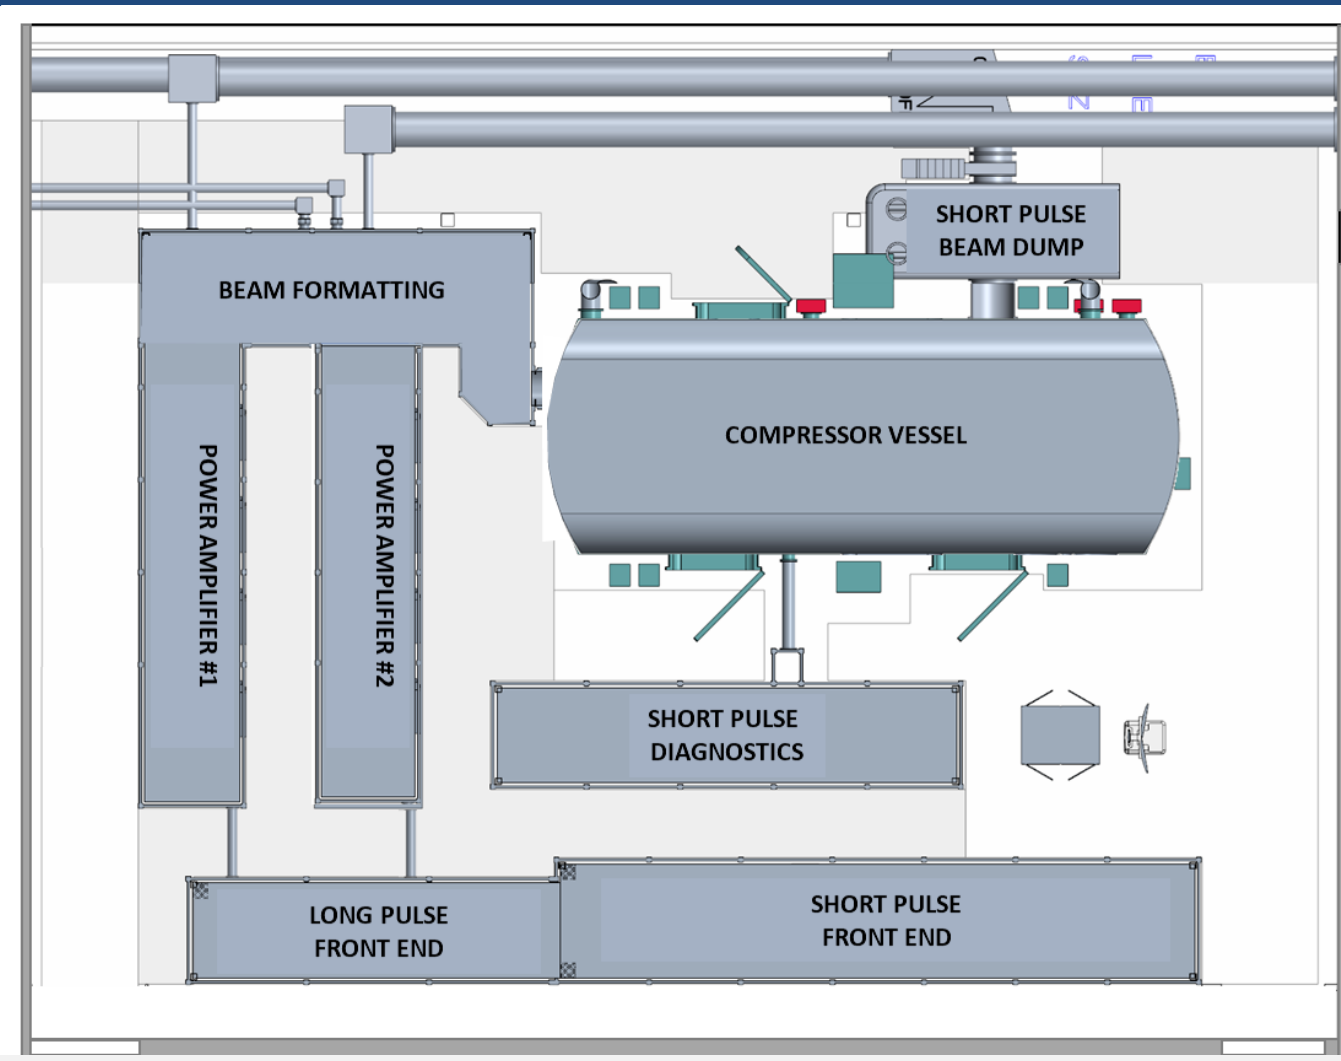 SHORT PULSE
BEAM DUMP
BEAM FORMATTING
COMPRESSOR VESSEL
POWER AMPLIFIER #1
POWER AMPLIFIER #2
SHORT PULSE
DIAGNOSTICS
LONG PULSE
FRONT END
SHORT PULSE
FRONT END